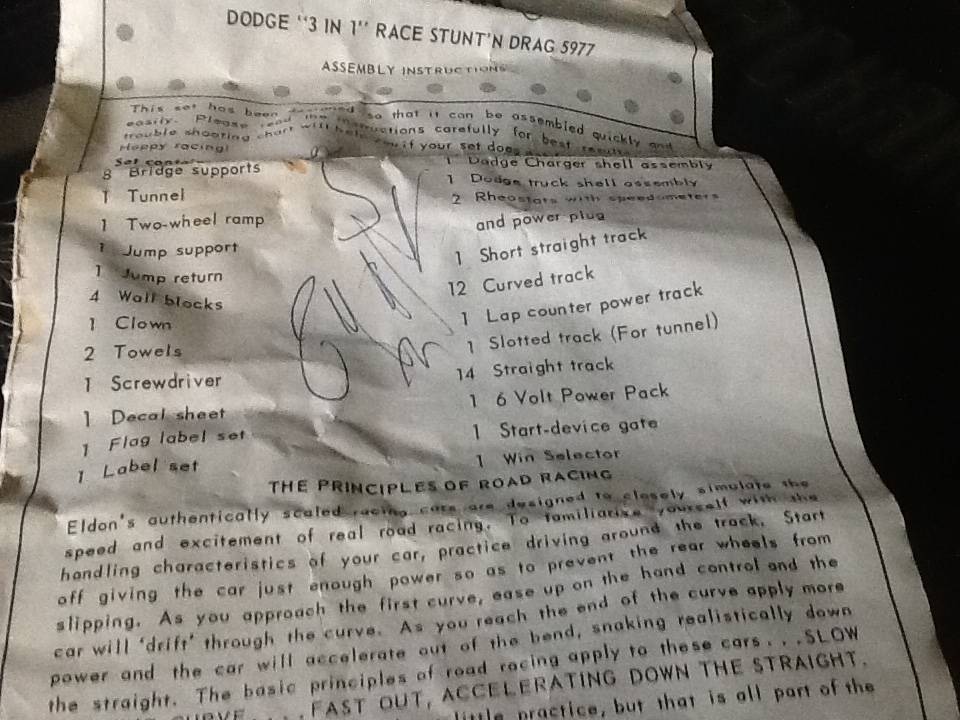 DODGE "3 IN 1" RACE STUNT'N DRAG 5977
ASSEMBLY INSTRUCTIONS
This set has been designed so that it can be assembled quickly and
easily. Please read the instructions carefully for best results
trouble shooting chart will help you if your set does
Happy racing!
Set
8 Bridge supports
1 Tunnel
1 Two-wheel ramp
1 Jump support
1 Jump return
4 Wall blocks
1 Clown
2 Towels
1 Screwdriver
1 Decal sheet
1 Flag label set
1 Label set
1 Dodge Charger shell assembly
1 Dodge truck shell assembly
2 Rheostats with speedometers
and power plug
1 Short straight track
12 Curved track
1 Lap counter power track
1 Slotted track (For tunnel)
14 Straight track
1 6 Volt Power Pack
1 Start-device gate
1 Win Selector
THE PRINCIPLES OF ROAD RACING
Eldon's authentically scaled racing cars are designed to closely simulate the
speed and excitement of real road racing. To familiarise yourself with the
handling characteristics of your car, practice driving around the track. Start
off giving the car just enough power so as to prevent the rear wheels from
slipping. As you approach the first curve, ease up on the hand control and the
car will 'drift' through the curve. As you reach the end of the curve apply more
power and the car will accelerate out of the bend, snaking realistically down
the straight. The basic principles of road racing apply to these cars . . . SLOW
CURVE . . . . FAST OUT, ACCELERATING DOWN THE STRAIGHT.
little practice, but that is all part of the